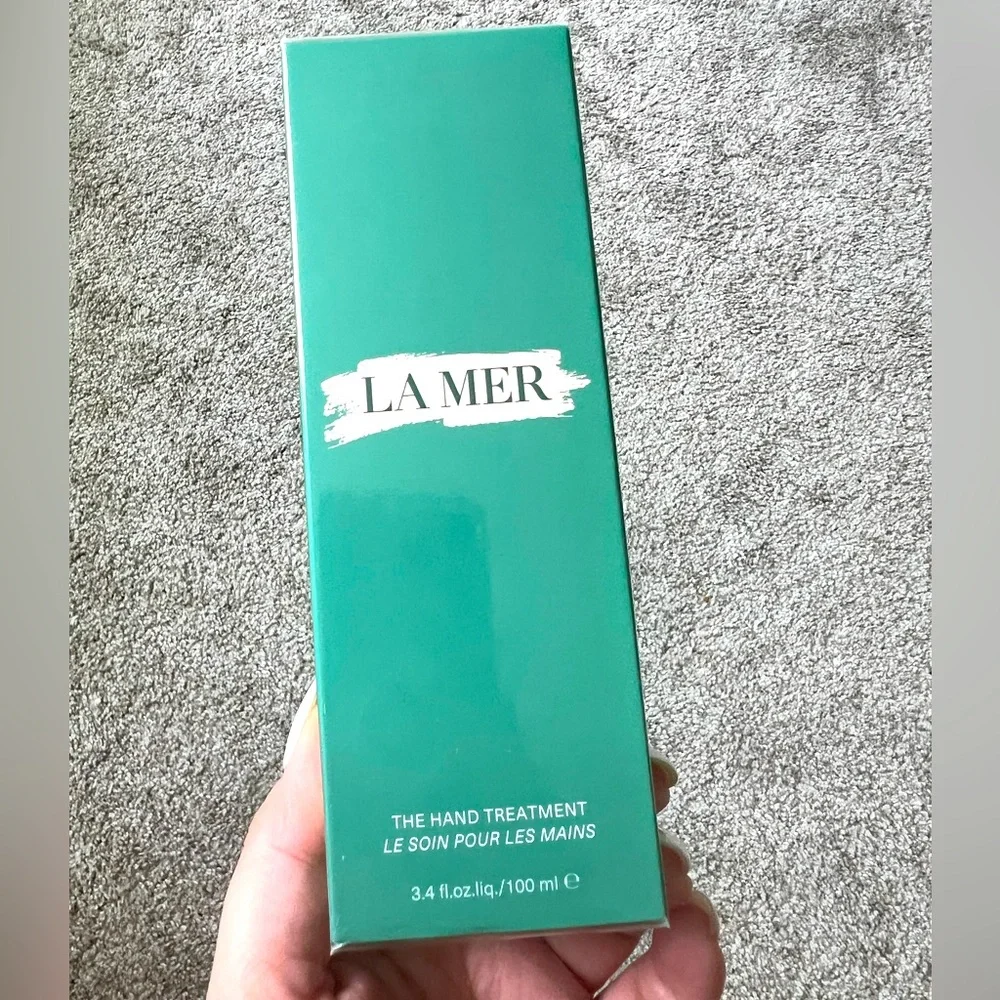 LA MER
THE HAND TREATMENT
LE SOIN POUR LES MAINS
3.4 fl.oz.liq./100 ml ℮